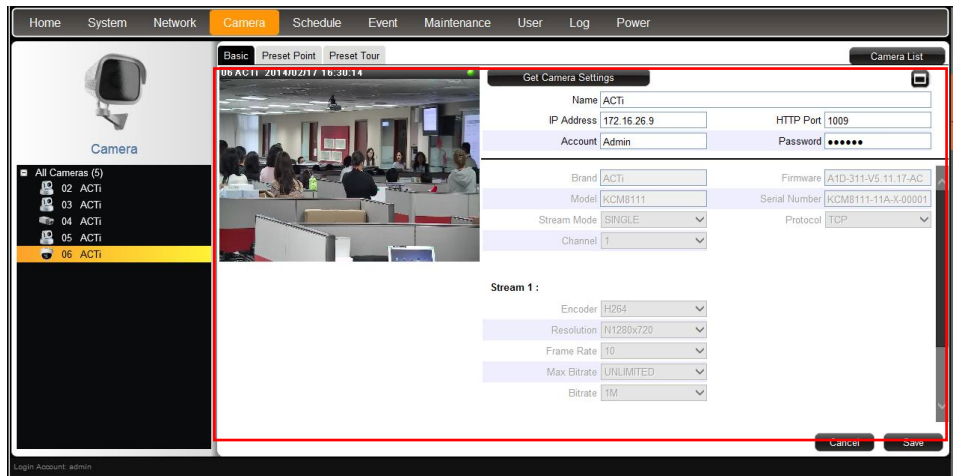 Home System Network Camera Schedule Event Maintenance User Log Power
Basic Preset Point Preset Tour Camera List
06 ACTi 2014/02/17 16:30:14
Get Camera Settings
Name ACTi
IP Address 172.16.26.9 HTTP Port 1009
Account Admin Password ●●●●●●
Camera
All Cameras (5)
02 ACTi
03 ACTi
04 ACTi
05 ACTi
06 ACTi
Brand ACTi Firmware A1D-311-V5.11.17-AC
Model KCM8111 Serial Number KCM8111-11A-X-00001
Stream Mode SINGLE Protocol TCP
Channel 1
Stream 1 :
Encoder H264
Resolution N1280x720
Frame Rate 10
Max Bitrate UNLIMITED
Bitrate 1M
Cancel Save
Login Account: admin